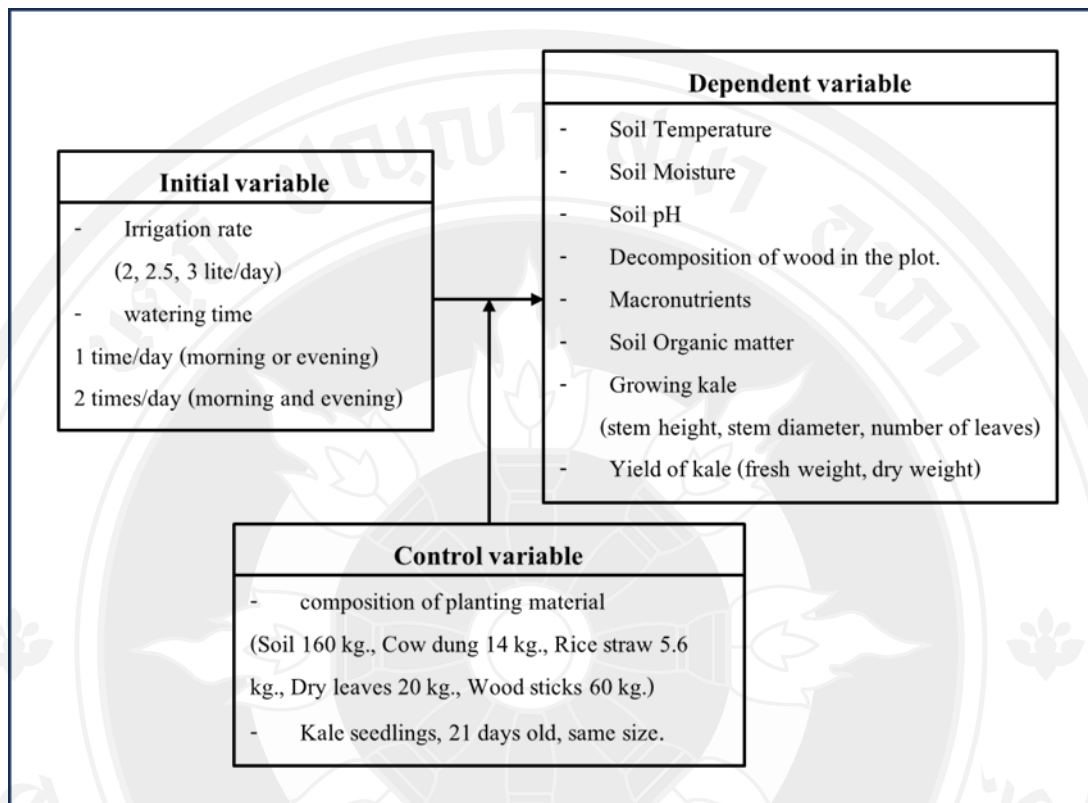 Initial variable
- Irrigation rate
(2, 2.5, 3 lite/day)
- watering time
1 time/day (morning or evening)
2 times/day (morning and evening)
Dependent variable
- Soil Temperature
- Soil Moisture
- Soil pH
- Decomposition of wood in the plot.
- Macronutrients
- Soil Organic matter
- Growing kale
(stem height, stem diameter, number of leaves)
- Yield of kale (fresh weight, dry weight)
Control variable
- composition of planting material
(Soil 160 kg., Cow dung 14 kg., Rice straw 5.6
kg., Dry leaves 20 kg., Wood sticks 60 kg.)
- Kale seedlings, 21 days old, same size.